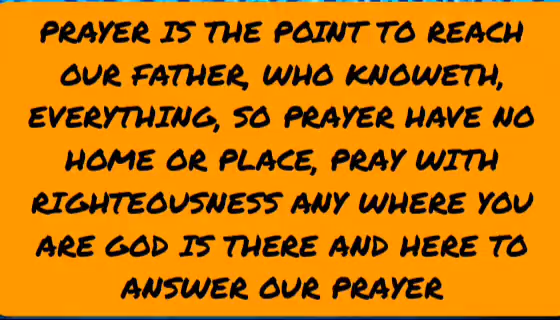 PRAYER IS THE POINT TO REACH
OUR FATHER, WHO KNOWETH,
EVERYTHING, SO PRAYER HAVE NO
HOME OR PLACE, PRAY WITH
RIGHTEOUSNESS ANY WHERE YOU
ARE GOD IS THERE AND HERE TO
ANSWER OUR PRAYER